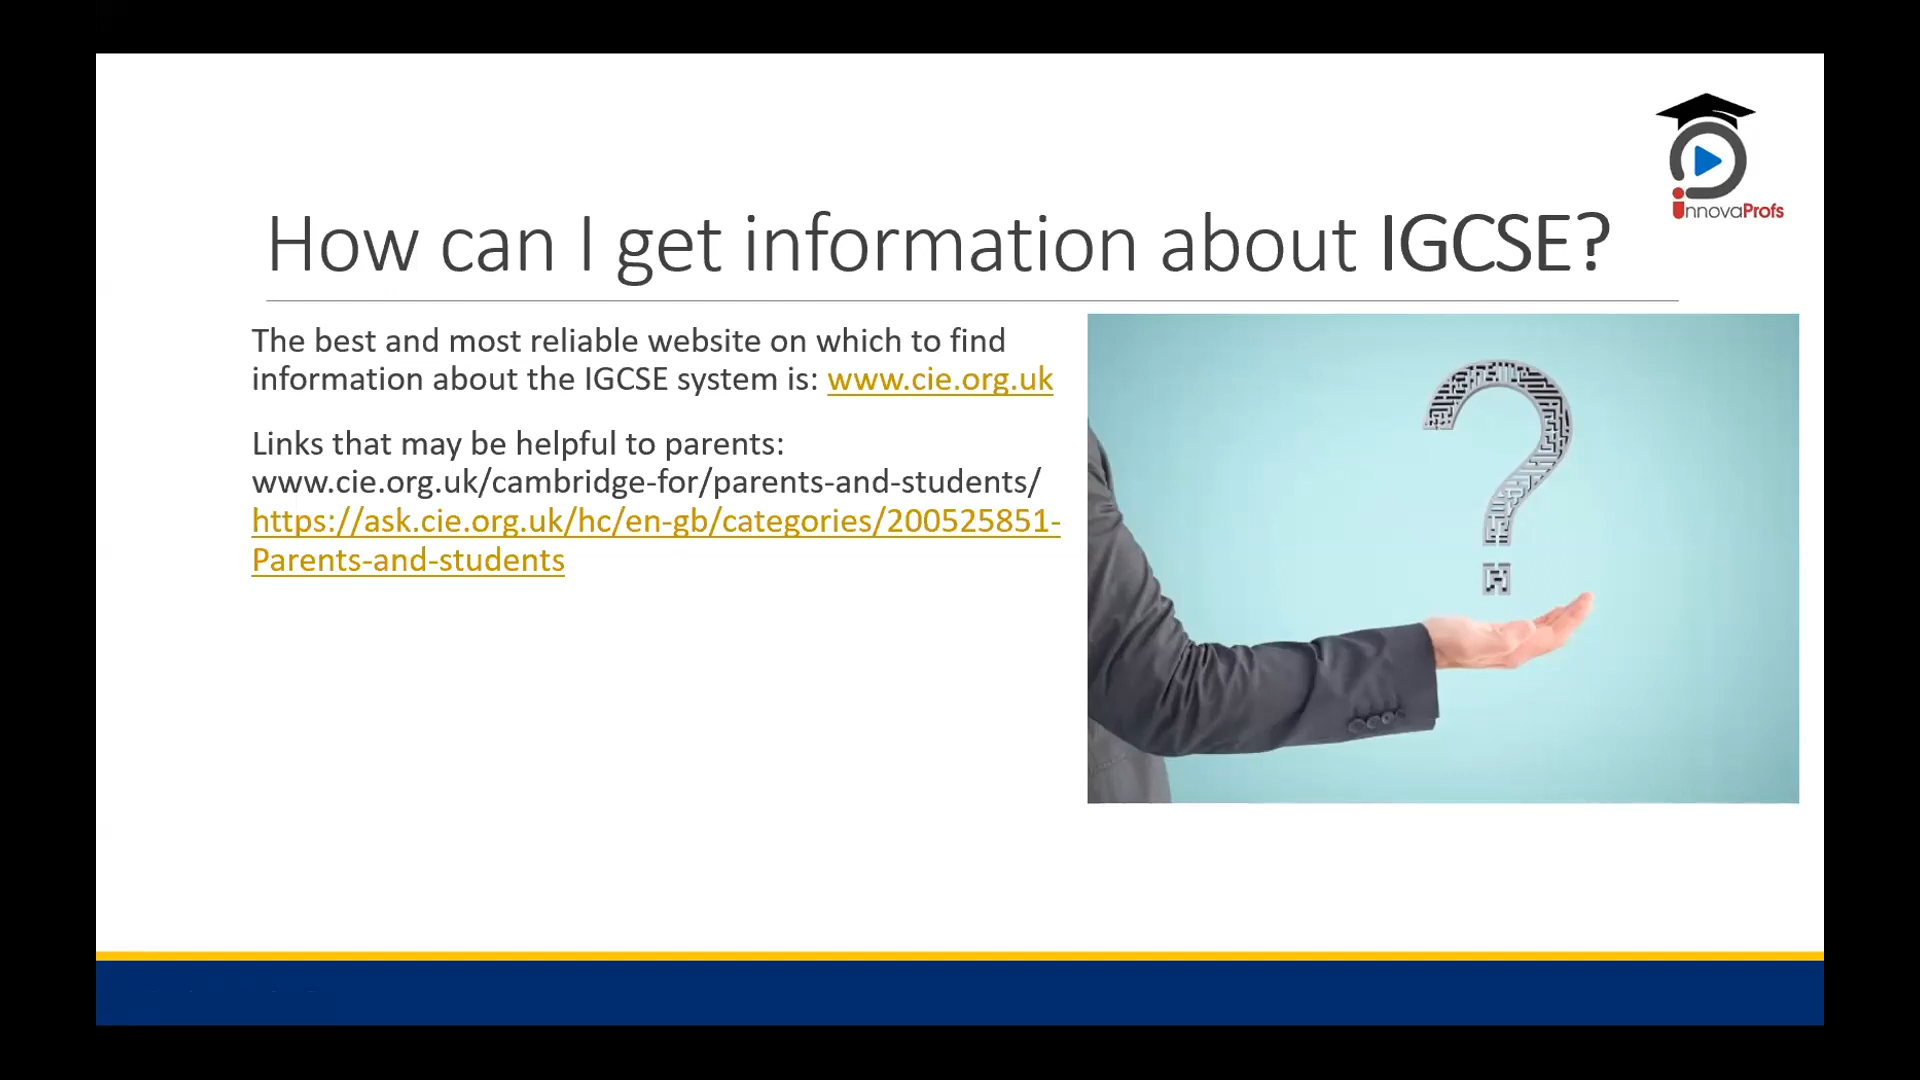 innovaProfs
How can I get information about IGCSE?
The best and most reliable website on which to find
information about the IGCSE system is: www.cie.org.uk
Links that may be helpful to parents:
www.cie.org.uk/cambridge-for/parents-and-students/
https://ask.cie.org.uk/hc/en-gb/categories/200525851-
Parents-and-students